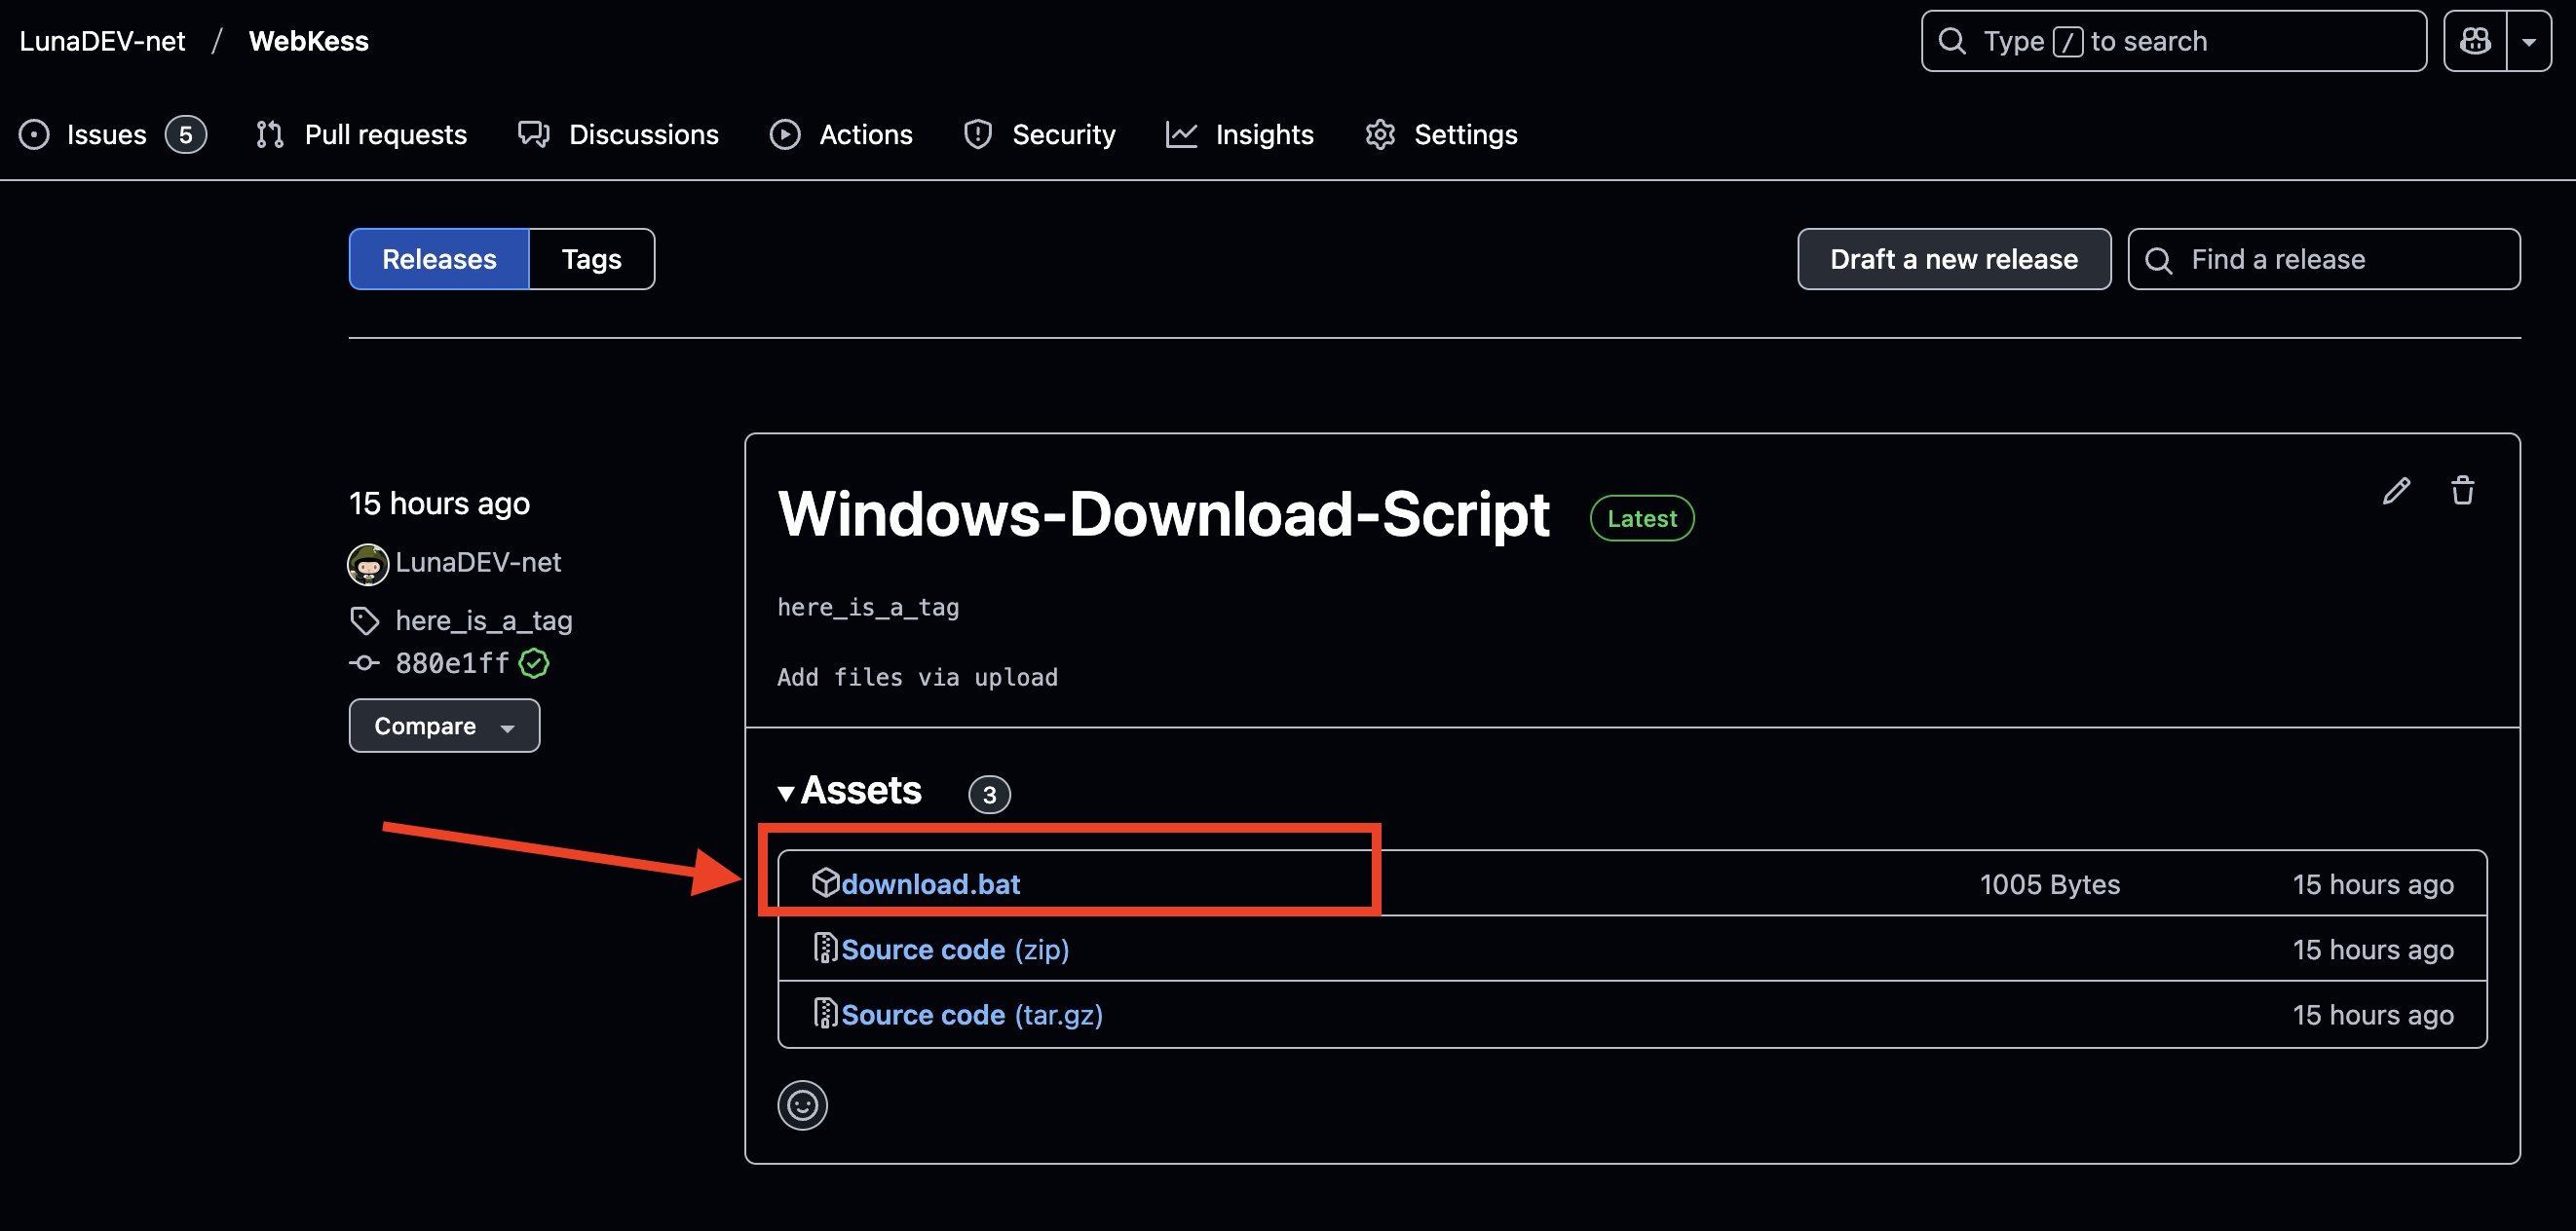 LunaDEV-net / WebKess
Type / to search
Issues 5 Pull requests Discussions Actions Security Insights Settings
Releases Tags
Draft a new release
Find a release
15 hours ago
LunaDEV-net
here_is_a_tag
880e1ff
Compare
Windows-Download-Script Latest
here_is_a_tag
Add files via upload
Assets 3
download.bat 1005 Bytes 15 hours ago
Source code (zip) 15 hours ago
Source code (tar.gz) 15 hours ago